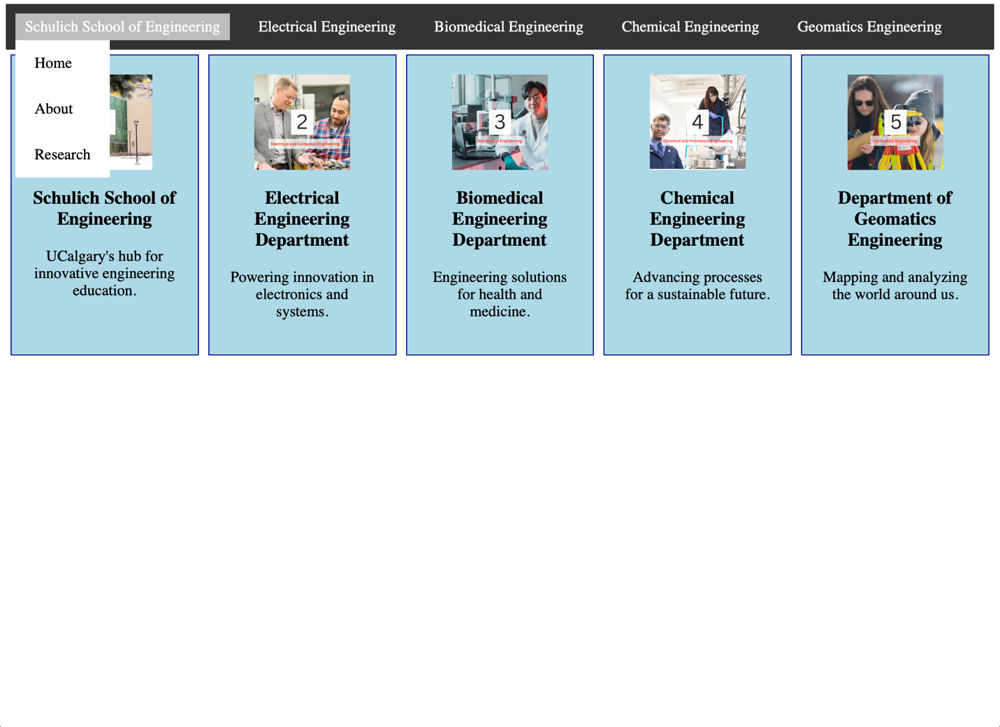 Schulich School of Engineering
Electrical Engineering
Biomedical Engineering
Chemical Engineering
Geomatics Engineering
Home
About
Research
2
Electrical and Computer Engineering
3
Biomedical Engineering
4
Chemical and Petroleum Engineering
5
Geomatics Engineering
Schulich School of
Engineering
UCalgary's hub for
innovative engineering
education.
Electrical
Engineering
Department
Powering innovation in
electronics and
systems.
Biomedical
Engineering
Department
Engineering solutions
for health and
medicine.
Chemical
Engineering
Department
Advancing processes
for a sustainable future.
Department of
Geomatics
Engineering
Mapping and analyzing
the world around us.